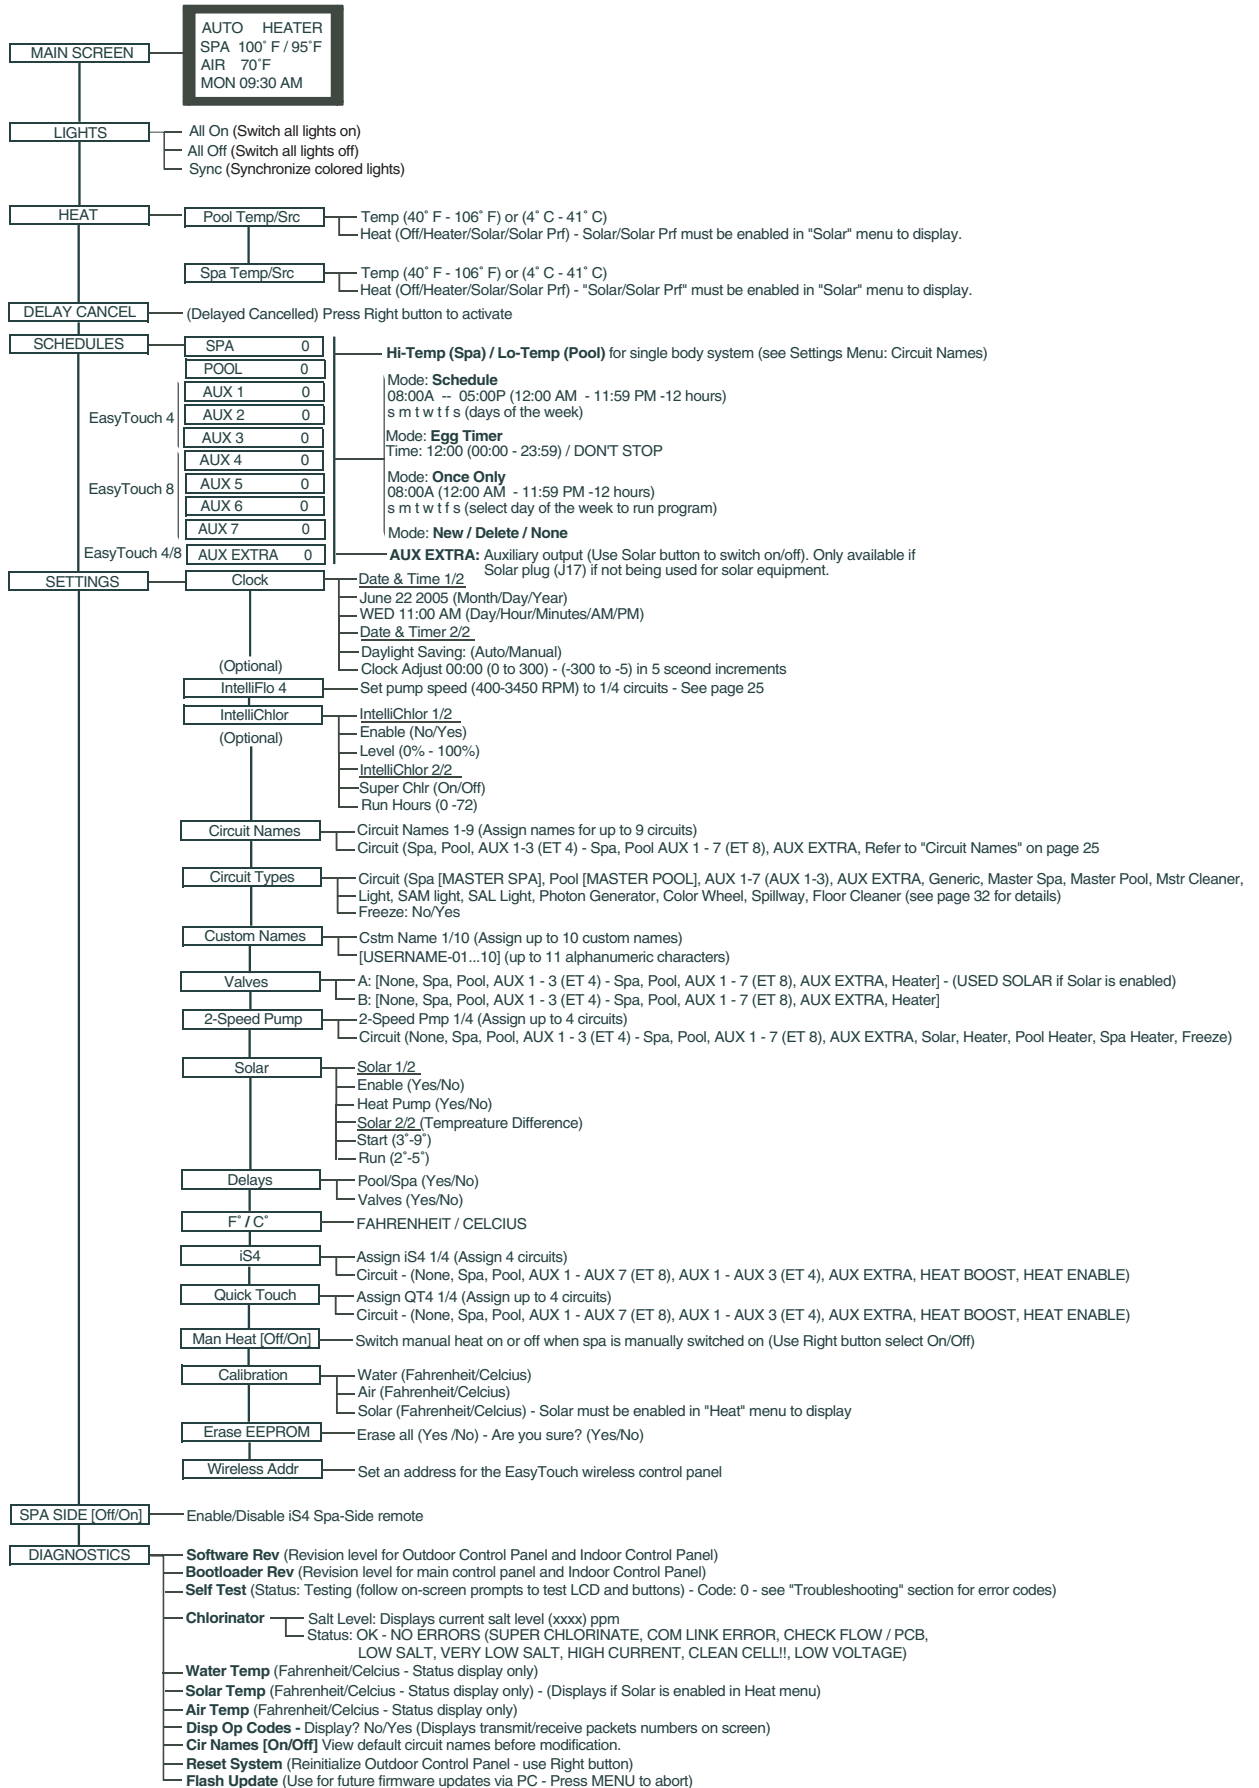 AUTO HEATER
SPA 100˚ F / 95˚F
AIR 70˚F
MON 09:30 AM
MAIN SCREEN
LIGHTS
All On (Switch all lights on)
All Off (Switch all lights off)
Sync (Synchronize colored lights)
HEAT
Pool Temp/Src
Temp (40˚ F - 106˚ F) or (4˚ C - 41˚ C)
Heat (Off/Heater/Solar/Solar Prf) - Solar/Solar Prf must be enabled in "Solar" menu to display.
Spa Temp/Src
Temp (40˚ F - 106˚ F) or (4˚ C - 41˚ C)
Heat (Off/Heater/Solar/Solar Prf) - "Solar/Solar Prf" must be enabled in "Solar" menu to display.
DELAY CANCEL
(Delayed Cancelled) Press Right button to activate
SCHEDULES
SPA 0
POOL 0
AUX 1 0
AUX 2 0
AUX 3 0
AUX 4 0
AUX 5 0
AUX 6 0
AUX 7 0
AUX EXTRA 0
EasyTouch 4
EasyTouch 8
EasyTouch 4/8
Hi-Temp (Spa) / Lo-Temp (Pool) for single body system (see Settings Menu: Circuit Names)
Mode: Schedule
08:00A -- 05:00P (12:00 AM - 11:59 PM -12 hours)
s m t w t f s (days of the week)
Mode: Egg Timer
Time: 12:00 (00:00 - 23:59) / DON'T STOP
Mode: Once Only
08:00A (12:00 AM - 11:59 PM -12 hours)
s m t w t f s (select day of the week to run program)
Mode: New / Delete / None
AUX EXTRA: Auxiliary output (Use Solar button to switch on/off). Only available if
Solar plug (J17) if not being used for solar equipment.
SETTINGS
Clock
Date & Time 1/2
June 22 2005 (Month/Day/Year)
WED 11:00 AM (Day/Hour/Minutes/AM/PM)
Date & Timer 2/2
Daylight Saving: (Auto/Manual)
Clock Adjust 00:00 (0 to 300) - (-300 to -5) in 5 sceond increments
(Optional)
IntelliFlo 4
Set pump speed (400-3450 RPM) to 1/4 circuits - See page 25
IntelliChlor
(Optional)
IntelliChlor 1/2
Enable (No/Yes)
Level (0% - 100%)
IntelliChlor 2/2
Super Chlr (On/Off)
Run Hours (0 -72)
Circuit Names
Circuit Names 1-9 (Assign names for up to 9 circuits)
Circuit (Spa, Pool, AUX 1-3 (ET 4) - Spa, Pool AUX 1 - 7 (ET 8), AUX EXTRA, Refer to "Circuit Names" on page 25
Circuit Types
Circuit (Spa [MASTER SPA], Pool [MASTER POOL], AUX 1-7 (AUX 1-3), AUX EXTRA, Generic, Master Spa, Master Pool, Mstr Cleaner,
Light, SAM light, SAL Light, Photon Generator, Color Wheel, Spillway, Floor Cleaner (see page 32 for details)
Freeze: No/Yes
Custom Names
Cstm Name 1/10 (Assign up to 10 custom names)
[USERNAME-01...10] (up to 11 alphanumeric characters)
Valves
A: [None, Spa, Pool, AUX 1 - 3 (ET 4) - Spa, Pool, AUX 1 - 7 (ET 8), AUX EXTRA, Heater] - (USED SOLAR if Solar is enabled)
B: [None, Spa, Pool, AUX 1 - 3 (ET 4) - Spa, Pool, AUX 1 - 7 (ET 8), AUX EXTRA, Heater]
2-Speed Pump
2-Speed Pmp 1/4 (Assign up to 4 circuits)
Circuit (None, Spa, Pool, AUX 1 - 3 (ET 4) - Spa, Pool, AUX 1 - 7 (ET 8), AUX EXTRA, Solar, Heater, Pool Heater, Spa Heater, Freeze)
Solar
Solar 1/2
Enable (Yes/No)
Heat Pump (Yes/No)
Solar 2/2 (Tempreature Difference)
Start (3˚-9˚)
Run (2˚-5˚)
Delays
Pool/Spa (Yes/No)
Valves (Yes/No)
F˚ / C˚
FAHRENHEIT / CELCIUS
iS4
Assign iS4 1/4 (Assign 4 circuits)
Circuit - (None, Spa, Pool, AUX 1 - AUX 7 (ET 8), AUX 1 - AUX 3 (ET 4), AUX EXTRA, HEAT BOOST, HEAT ENABLE)
Quick Touch
Assign QT4 1/4 (Assign up to 4 circuits)
Circuit - (None, Spa, Pool, AUX 1 - AUX 7 (ET 8), AUX 1 - AUX 3 (ET 4), AUX EXTRA, HEAT BOOST, HEAT ENABLE)
Man Heat [Off/On]
Switch manual heat on or off when spa is manually switched on (Use Right button select On/Off)
Calibration
Water (Fahrenheit/Celcius)
Air (Fahrenheit/Celcius)
Solar (Fahrenheit/Celcius) - Solar must be enabled in "Heat" menu to display
Erase EEPROM
Erase all (Yes /No) - Are you sure? (Yes/No)
Wireless Addr
Set an address for the EasyTouch wireless control panel
SPA SIDE [Off/On]
Enable/Disable iS4 Spa-Side remote
DIAGNOSTICS
Software Rev (Revision level for Outdoor Control Panel and Indoor Control Panel)
Bootloader Rev (Revision level for main control panel and Indoor Control Panel)
Self Test (Status: Testing (follow on-screen prompts to test LCD and buttons) - Code: 0 - see "Troubleshooting" section for error codes)
Chlorinator
Salt Level: Displays current salt level (xxxx) ppm
Status: OK - NO ERRORS (SUPER CHLORINATE, COM LINK ERROR, CHECK FLOW / PCB,
LOW SALT, VERY LOW SALT, HIGH CURRENT, CLEAN CELL!!, LOW VOLTAGE)
Water Temp (Fahrenheit/Celcius - Status display only)
Solar Temp (Fahrenheit/Celcius - Status display only) - (Displays if Solar is enabled in Heat menu)
Air Temp (Fahrenheit/Celcius - Status display only)
Disp Op Codes - Display? No/Yes (Displays transmit/receive packets numbers on screen)
Cir Names [On/Off] View default circuit names before modification.
Reset System (Reinitialize Outdoor Control Panel - use Right button)
Flash Update (Use for future firmware updates via PC - Press MENU to abort)